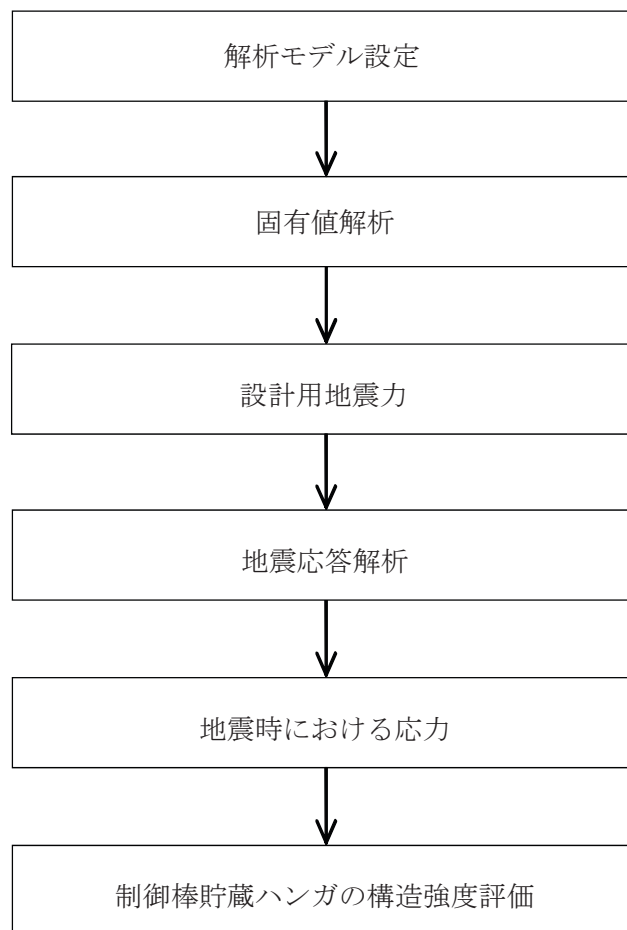 解析モデル設定
固有値解析
設計用地震力
地震応答解析
地震時における応力
制御棒貯蔵ハンガの構造強度評価